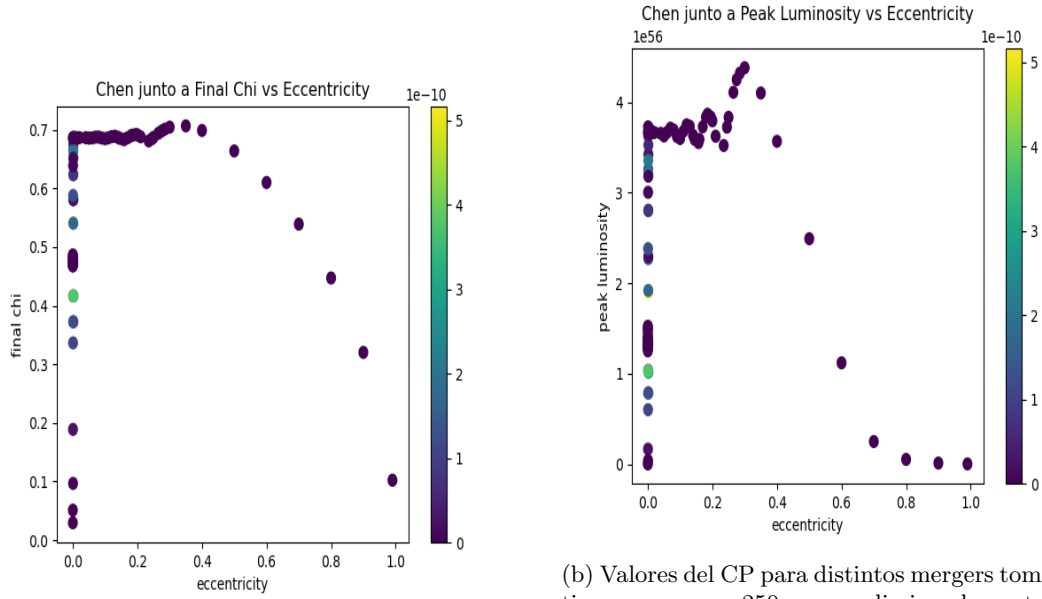 Chen junto a Final Chi vs Eccentricity
1e−10
final chi
0.7
0.6
0.5
0.4
0.3
0.2
0.1
0.0
0.0 0.2 0.4 0.6 0.8 1.0
eccentricity
5
4
3
2
1
0
Chen junto a Peak Luminosity vs Eccentricity
1e56
1e−10
peak luminosity
4
3
2
1
0
0.0 0.2 0.4 0.6 0.8 1.0
eccentricity
5
4
3
2
1
0
(b) Valores del CP para distintos mergers tom